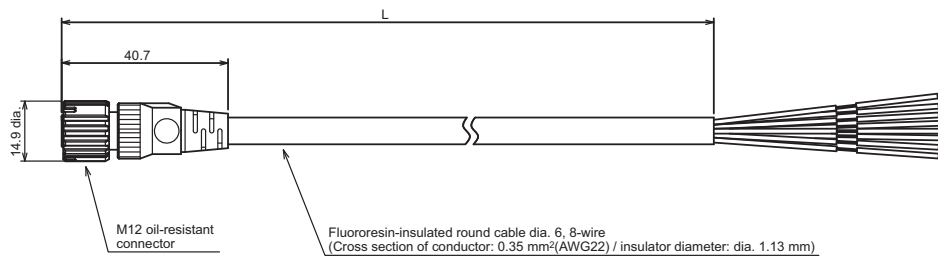 L
40.7
14.9 dia.
M12 oil-resistant
connector
Fluororesin-insulated round cable dia. 6, 8-wire
(Cross section of conductor: 0.35 mm²(AWG22) / insulator diameter: dia. 1.13 mm)